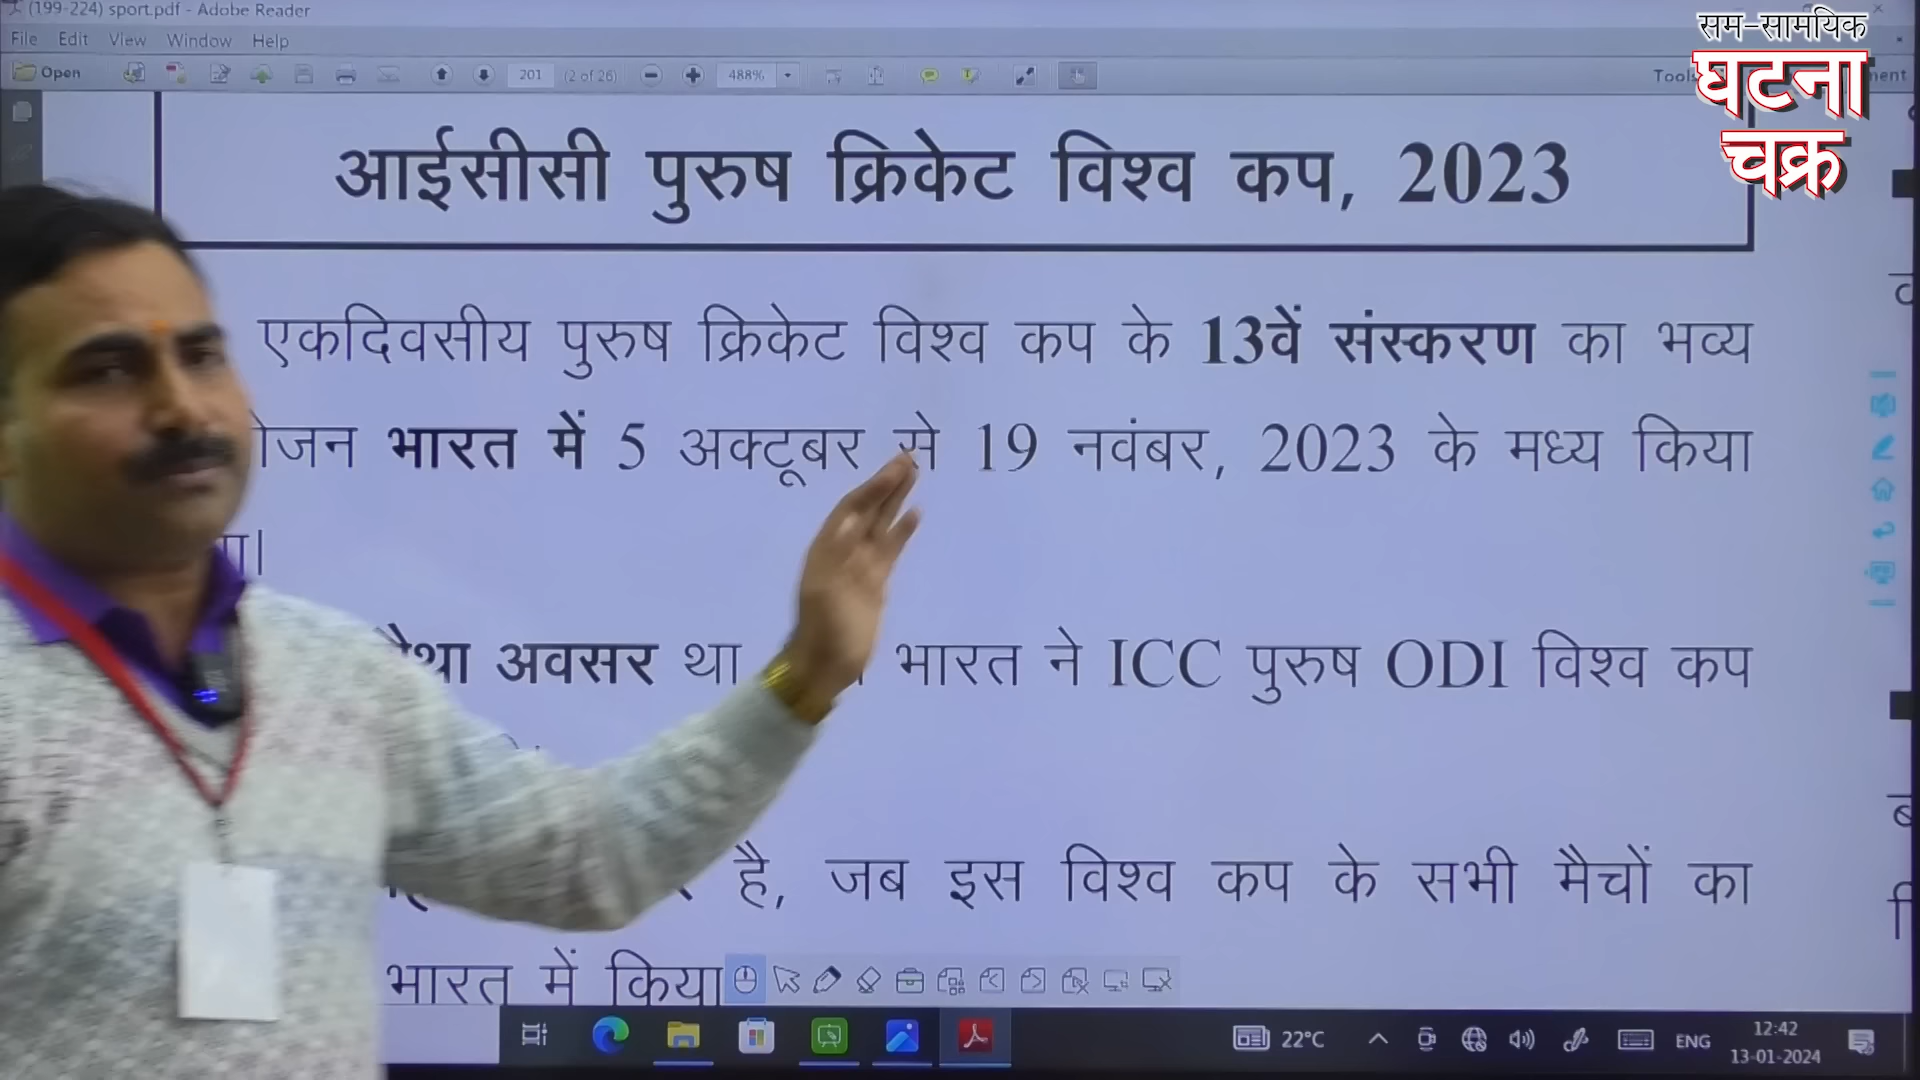 (199-224) sport.pdf - Adobe Reader
File Edit View Window Help
Open 201 (2 of 26) 488% Tools
सम-सामयिक
घटना
चक्र
आईसीसी पुरुष क्रिकेट विश्व कप, 2023
एकदिवसीय पुरुष क्रिकेट विश्व कप के 13वें संस्करण का भव्य
भारत में 5 अक्टूबर से 19 नवंबर, 2023 के मध्य किया
अवसर था भारत ने ICC पुरुष ODI विश्व कप
है, जब इस विश्व कप के सभी मैचों का
भारत में किया
22°C ENG 12:42
13-01-2024